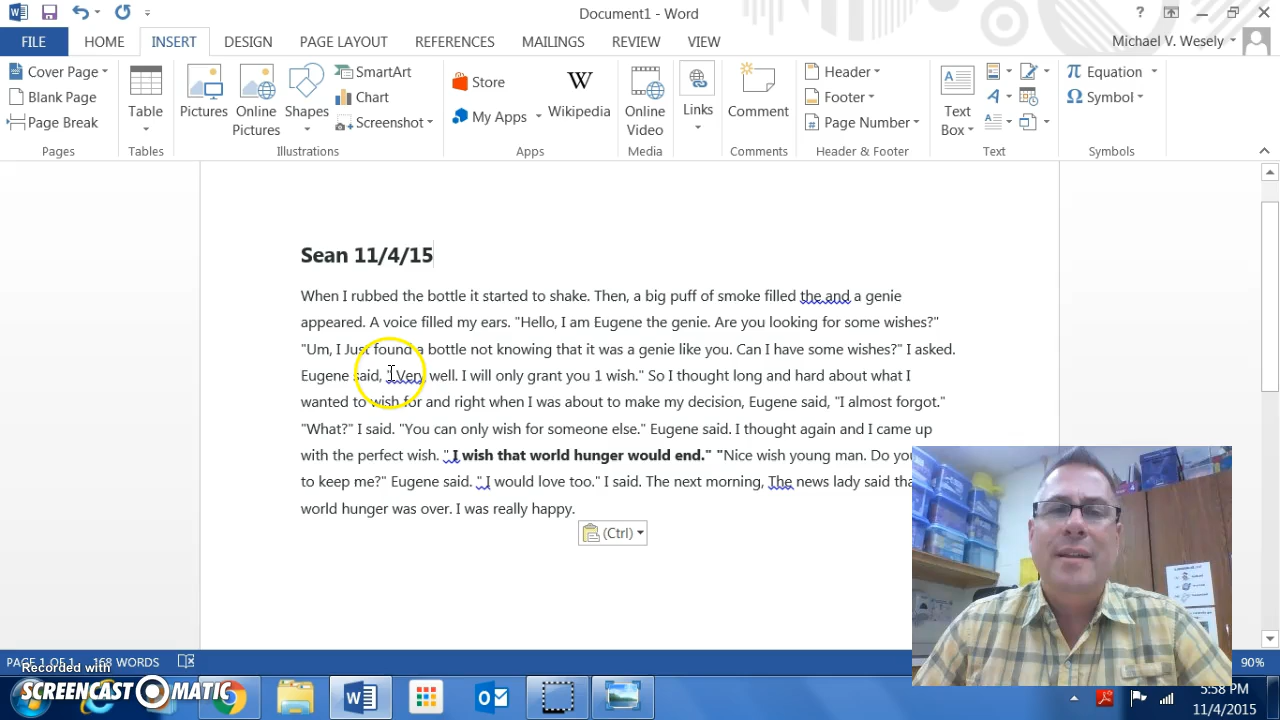 Document1 - Word
FILE HOME INSERT DESIGN PAGE LAYOUT REFERENCES MAILINGS REVIEW VIEW Michael V. Wesely
Cover Page
Blank Page
Page Break
Pages
Table
Tables
Pictures
Online
Pictures
Shapes
SmartArt
Chart
Screenshot
Illustrations
Store
My Apps
Wikipedia
Apps
Online
Video
Media
Links
Comment
Comments
Header
Footer
Page Number
Header & Footer
Text
Box
Text
Equation
Symbol
Symbols
Sean 11/4/15
When I rubbed the bottle it started to shake. Then, a big puff of smoke filled the and a genie
appeared. A voice filled my ears. "Hello, I am Eugene the genie. Are you looking for some wishes?"
"Um, I Just found a bottle not knowing that it was a genie like you. Can I have some wishes?" I asked.
Eugene said, Very well. I will only grant you 1 wish." So I thought long and hard about what I
wanted to wish for and right when I was about to make my decision, Eugene said, "I almost forgot."
"What?" I said. "You can only wish for someone else." Eugene said. I thought again and I came up
with the perfect wish. " I wish that world hunger would end." "Nice wish young man. Do you
to keep me?" Eugene said. " I would love too." I said. The next morning, The news lady said
world hunger was over. I was really happy.
(Ctrl)
PAGE 1 OF 1 168 WORDS 90%
Recorded with
SCREENCAST MATIC
5:58 PM
11/4/2015